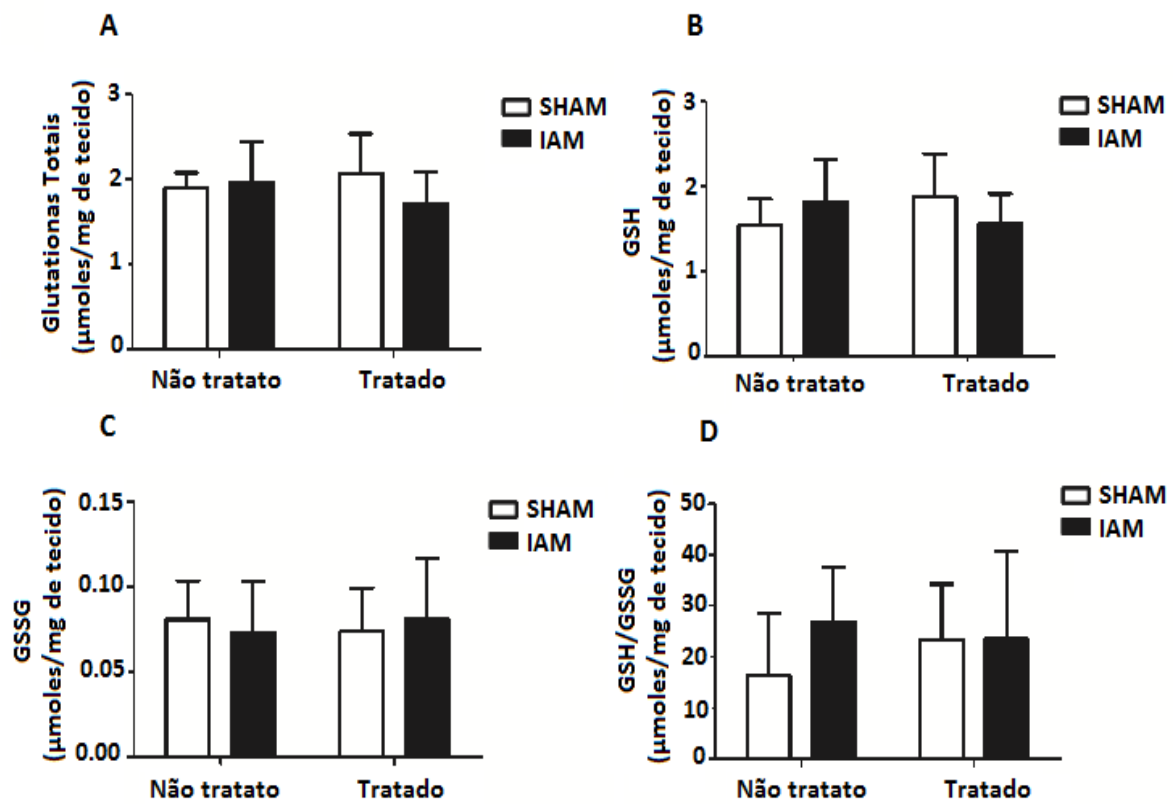 A
Glutationas Totais
(µmoles/mg de tecido)
3
2
1
0
SHAM
IAM
Não tratato
Tratado
B
GSH
(µmoles/mg de tecido)
3
2
1
0
SHAM
IAM
Não tratato
Tratado
C
GSSG
(µmoles/mg de tecido)
0.15
0.10
0.05
0.00
SHAM
IAM
Não tratato
Tratado
D
GSH/GSSG
(µmoles/mg de tecido)
50
40
30
20
10
0
SHAM
IAM
Não tratato
Tratado